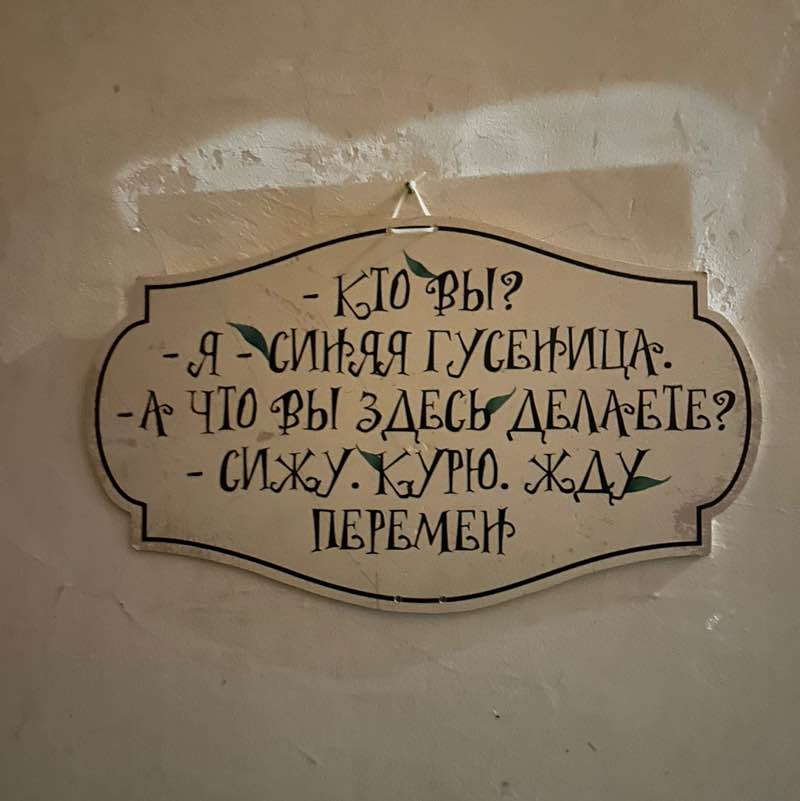 - КТО ВЫ?
- Я - СИНЯЯ ГУСЕНИЦА.
- А ЧТО ВЫ ЗДЕСЬ ДЕЛАЕТЕ?
- СИЖУ. КУРЮ. ЖДУ
ПЕРЕМЕН